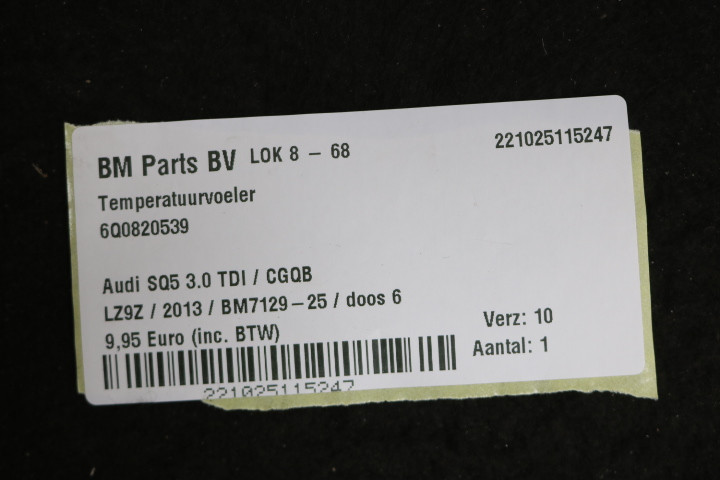 BM Parts BV LOK 8 – 68 221025115247
Temperatuurvoeler
6Q0820539
Audi SQ5 3.0 TDI / CGQB
LZ9Z / 2013 / BM7129-25 / doos 6
9,95 Euro (inc. BTW)
Verz: 10
Aantal: 1
221025115247